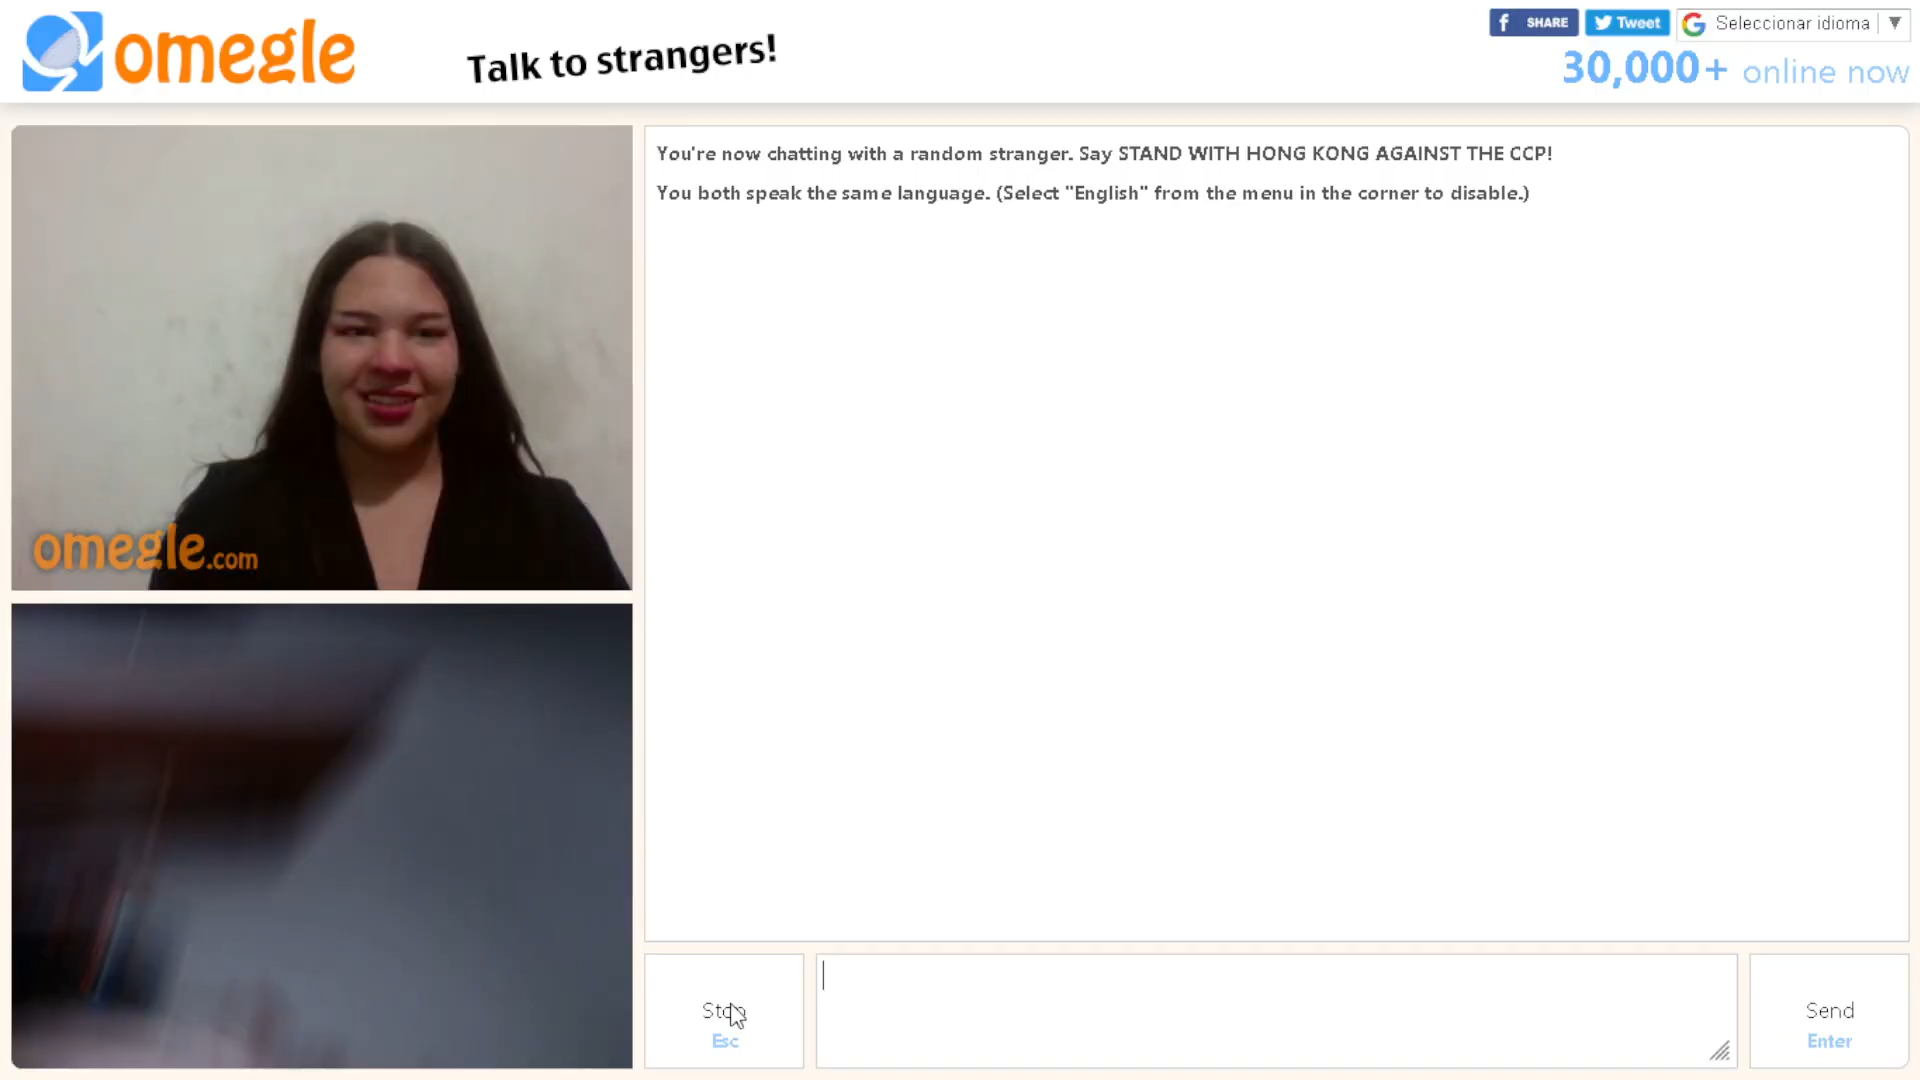 omegle
Talk to strangers!
f SHARE
Tweet
G Seleccionar idioma ▼
30,000+ online now
You're now chatting with a random stranger. Say STAND WITH HONG KONG AGAINST THE CCP!
You both speak the same language. (Select "English" from the menu in the corner to disable.)
omegle.com
Stop
Esc
Send
Enter